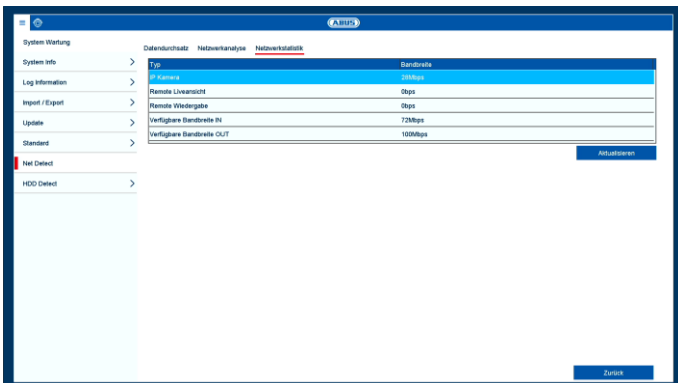 ABUS
System Wartung
Datendurchsatz Netzwerkanalyse Netzwerkstatistik
System Info
Log Information
Import / Export
Update
Standard
Net Detect
HDD Detect
Typ Bandbreite
IP Kamera 28Mbps
Remote Liveansicht 0bps
Remote Wiedergabe 0bps
Verfügbare Bandbreite IN 72Mbps
Verfügbare Bandbreite OUT 100Mbps
Aktualisieren
Zurück